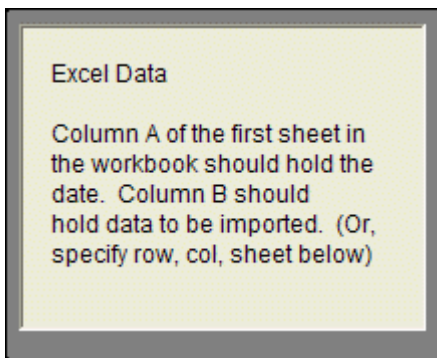 Excel Data
Column A of the first sheet in
the workbook should hold the
date.  Column B should
hold data to be imported.  (Or,
specify row, col, sheet below)